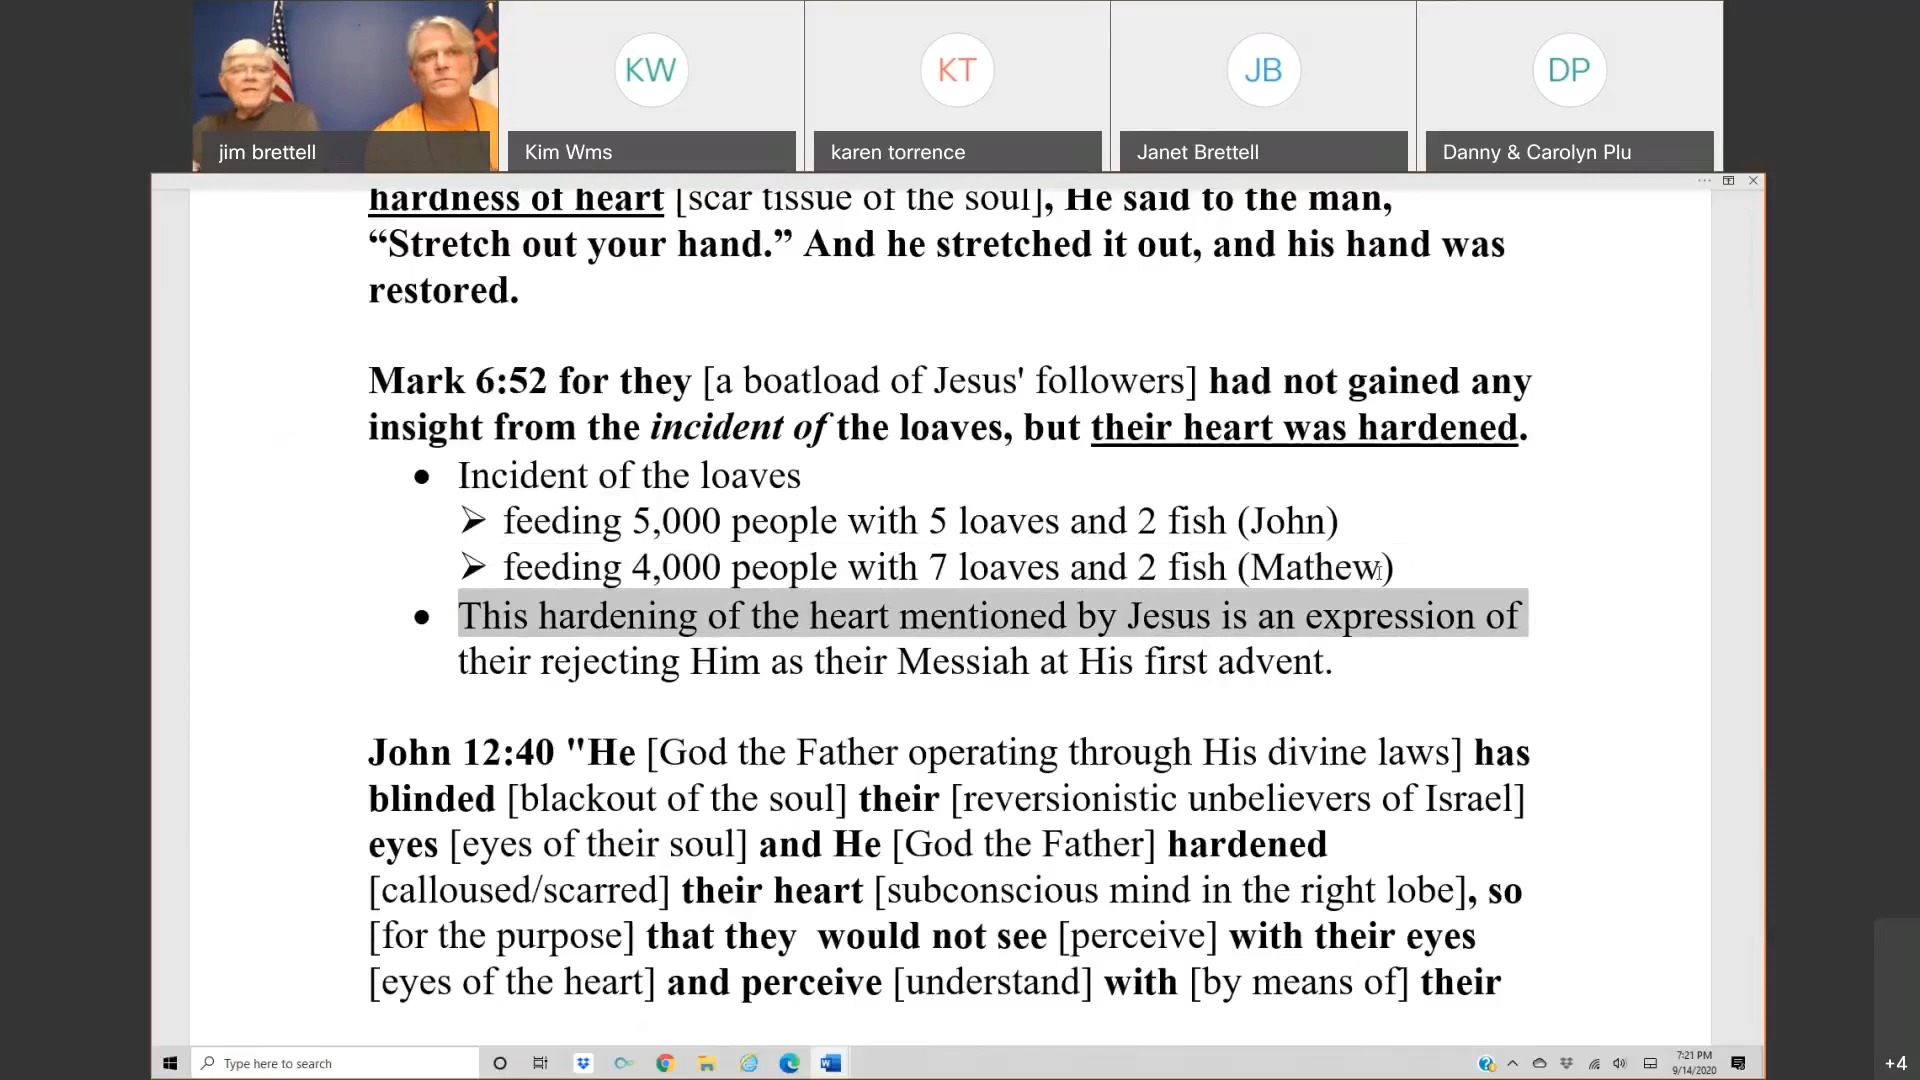 KW
KT
JB
DP
jim brettell
Kim Wms
karen torrence
Janet Brettell
Danny & Carolyn Plu
hardness of heart [scar tissue of the soul], He said to the man,
“Stretch out your hand.” And he stretched it out, and his hand was
restored.
Mark 6:52 for they [a boatload of Jesus' followers] had not gained any
insight from the incident of the loaves, but their heart was hardened.
• Incident of the loaves
➢ feeding 5,000 people with 5 loaves and 2 fish (John)
➢ feeding 4,000 people with 7 loaves and 2 fish (Mathew)
• This hardening of the heart mentioned by Jesus is an expression of
their rejecting Him as their Messiah at His first advent.
John 12:40 "He [God the Father operating through His divine laws] has
blinded [blackout of the soul] their [reversionistic unbelievers of Israel]
eyes [eyes of their soul] and He [God the Father] hardened
[calloused/scarred] their heart [subconscious mind in the right lobe], so
[for the purpose] that they would not see [perceive] with their eyes
[eyes of the heart] and perceive [understand] with [by means of] their
Type here to search
7:21 PM
9/14/2020
+4